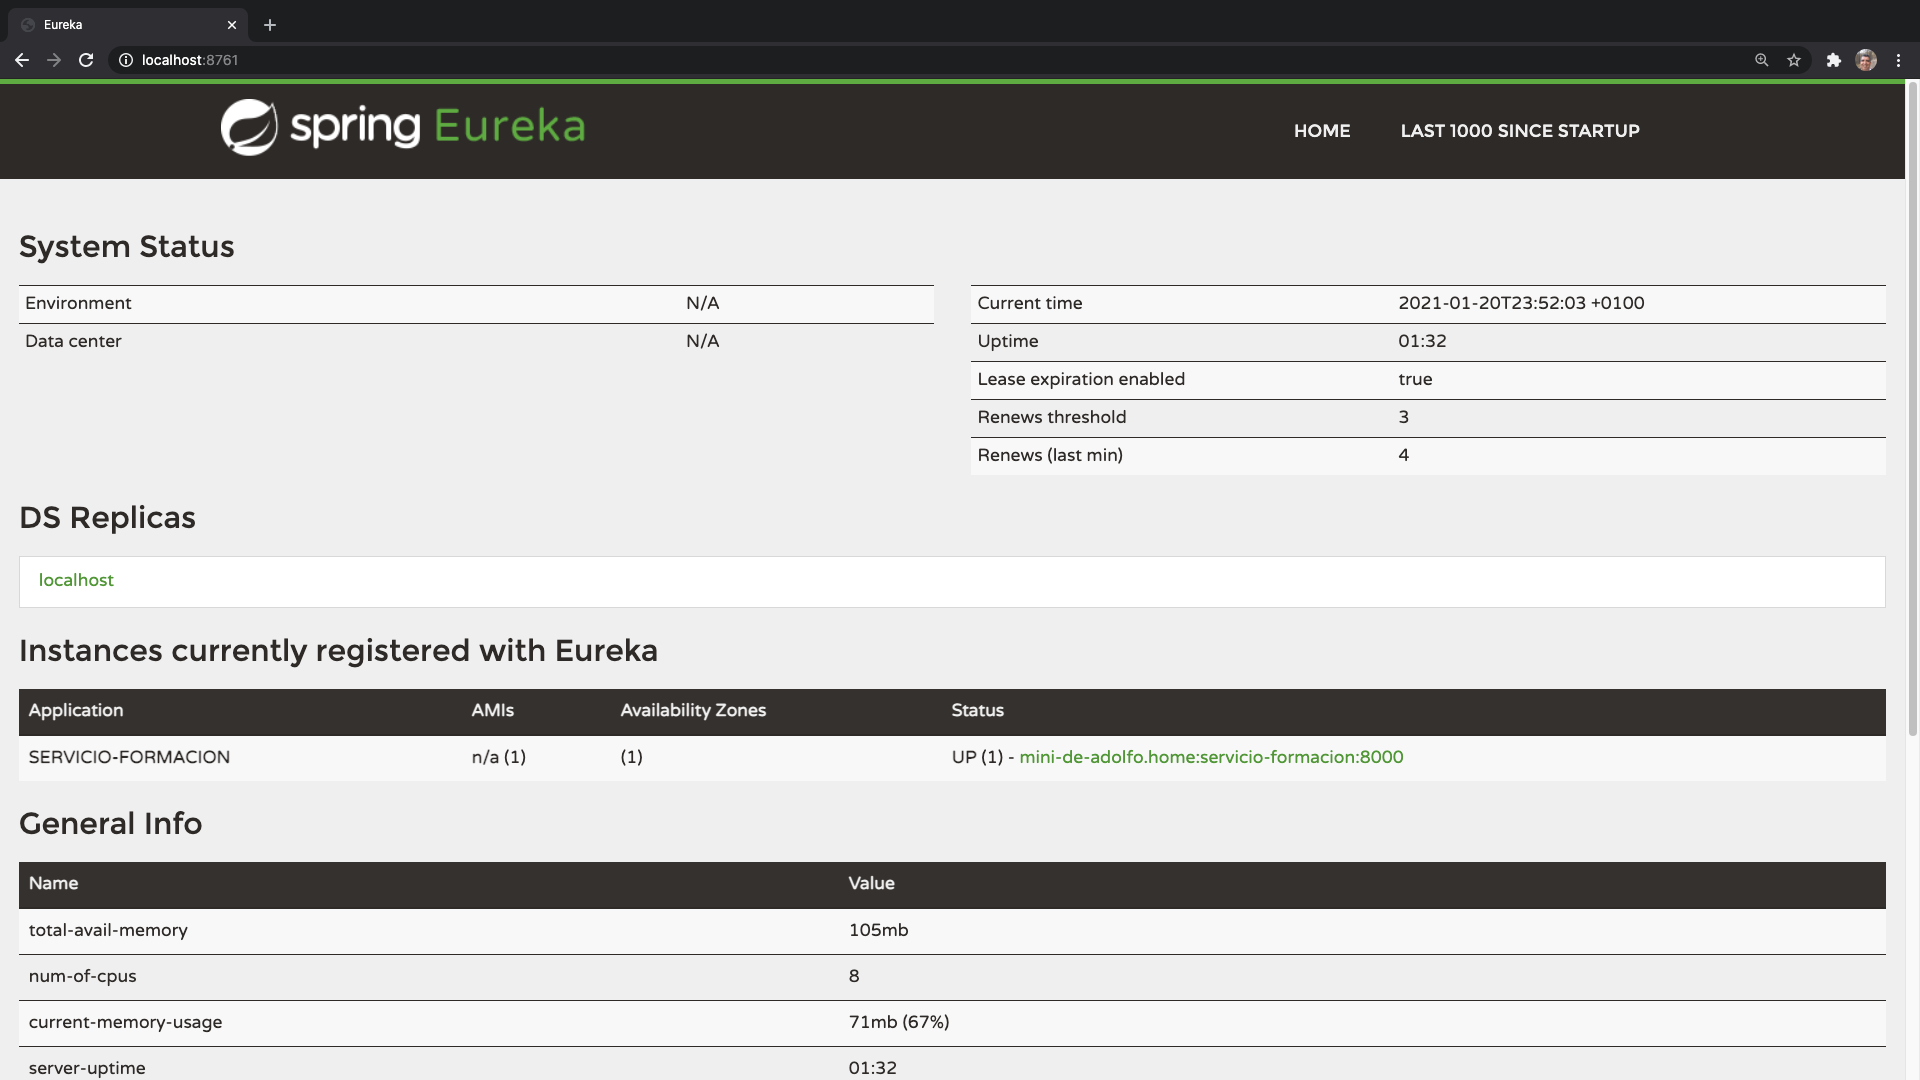 Eureka
localhost:8761
spring Eureka
HOME LAST 1000 SINCE STARTUP
System Status
Environment N/A
Data center N/A
Current time 2021-01-20T23:52:03 +0100
Uptime 01:32
Lease expiration enabled true
Renews threshold 3
Renews (last min) 4
DS Replicas
localhost
Instances currently registered with Eureka
Application AMIs Availability Zones Status
SERVICIO-FORMACION n/a (1) (1) UP (1) - mini-de-adolfo.home:servicio-formacion:8000
General Info
Name Value
total-avail-memory 105mb
num-of-cpus 8
current-memory-usage 71mb (67%)
server-uptime 01:32